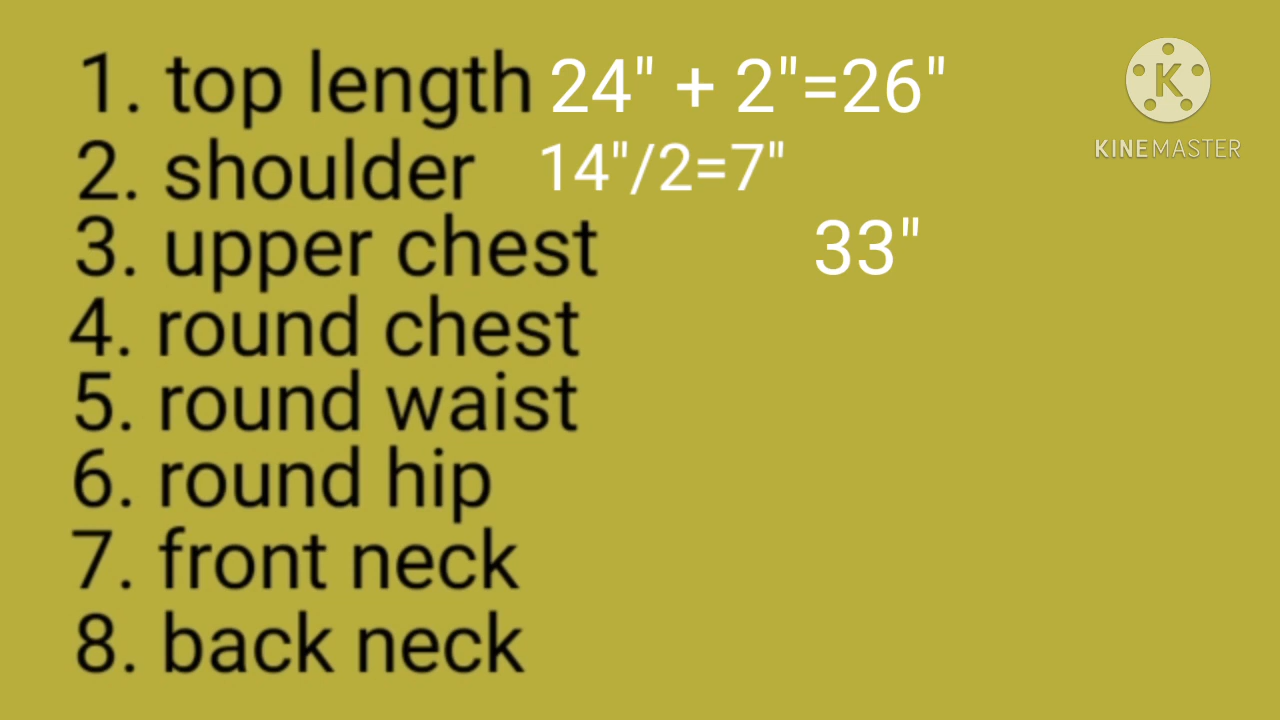 1. top length 24" + 2"=26"
2. shoulder 14"/2=7"
3. upper chest 33"
4. round chest
5. round waist
6. round hip
7. front neck
8. back neck
K
KINEMASTER